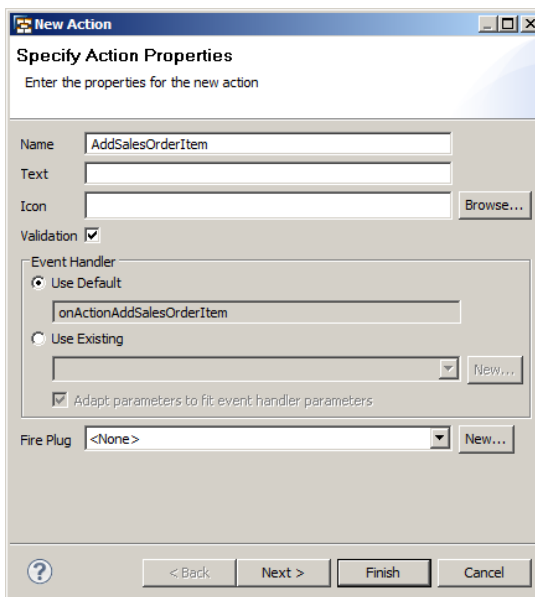 New Action
Specify Action Properties
Enter the properties for the new action
Name AddSalesOrderItem
Text
Icon Browse...
Validation
Event Handler
Use Default
onActionAddSalesOrderItem
Use Existing
New...
Adapt parameters to fit event handler parameters
Fire Plug <None> New...
? < Back Next > Finish Cancel